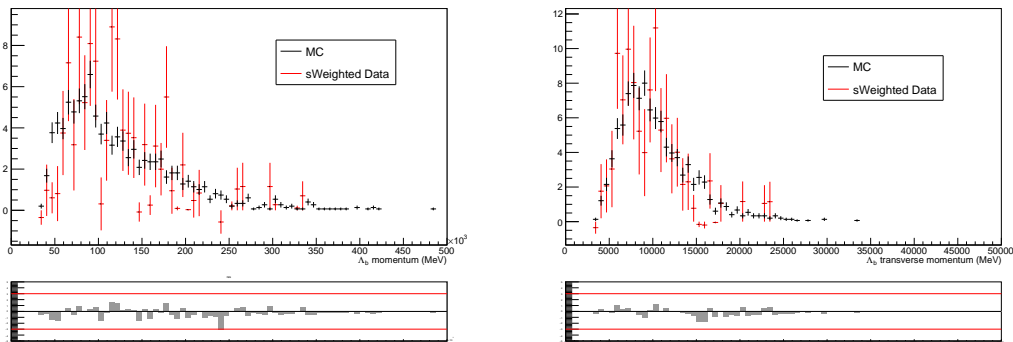 8
6
4
2
0
MC
sWeighted Data
0 50 100 150 200 250 300 350 400 450 500
×10³
Λb momentum (MeV)
12
10
8
6
4
2
0
MC
sWeighted Data
0 5000 10000 15000 20000 25000 30000 35000 40000 45000 50000
Λb transverse momentum (MeV)